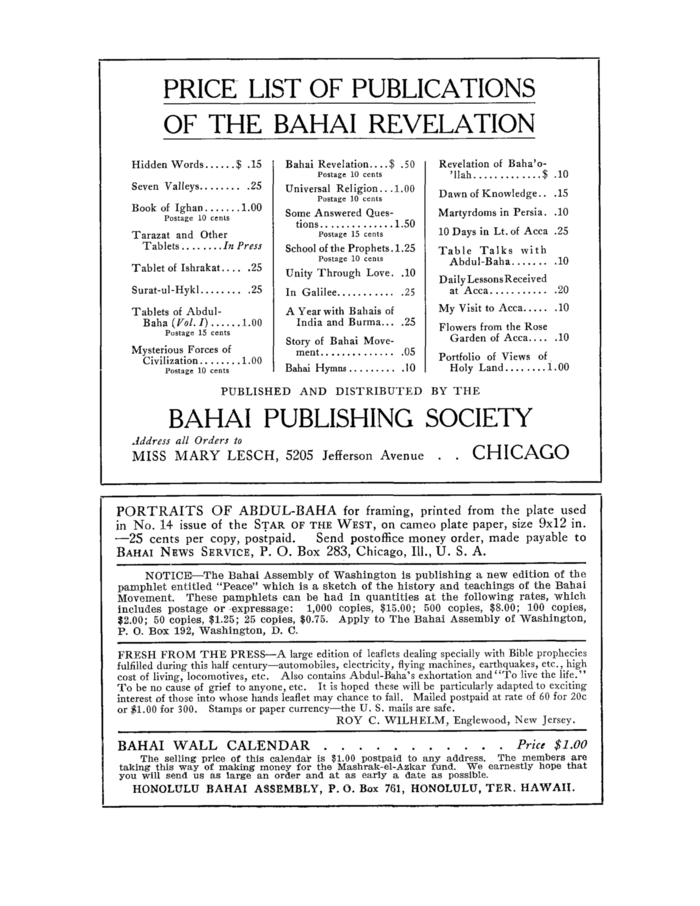 PRICE LIST OF PUBLICATIONS
OF THE BAHAI REVELATION
Hidden Words......$ .15
Seven Valleys........ .25
Book of Ighan.......1.00
Postage 10 cents
Tarazat and Other
Tablets........In Press
Tablet of Ishrakat.... .25
Surat-ul-Hykl........ .25
Tablets of Abdul-
Baha (Vol. I)......1.00
Postage 15 cents
Mysterious Forces of
Civilization........1.00
Postage 10 cents
Bahai Revelation....$ .50
Postage 10 cents
Universal Religion...1.00
Postage 10 cents
Some Answered Ques-
tions..............1.50
Postage 15 cents
School of the Prophets.1.25
Postage 10 cents
Unity Through Love. .10
In Galilee........... .25
A Year with Bahais of
India and Burma... .25
Story of Bahai Move-
ment.............. .05
Bahai Hymns......... .10
Revelation of Baha'o-
'llah.............$ .10
Dawn of Knowledge.. .15
Martyrdoms in Persia. .10
10 Days in Lt. of Acca .25
Table Talks with
Abdul-Baha....... .10
Daily Lessons Received
at Acca........... .20
My Visit to Acca..... .10
Flowers from the Rose
Garden of Acca.... .10
Portfolio of Views of
Holy Land........1.00
PUBLISHED AND DISTRIBUTED BY THE
BAHAI PUBLISHING SOCIETY
Address all Orders to
MISS MARY LESCH, 5205 Jefferson Avenue . . CHICAGO
PORTRAITS OF ABDUL-BAHA for framing, printed from the plate used
in No. 14 issue of the STAR OF THE WEST, on cameo plate paper, size 9x12 in.
—25 cents per copy, postpaid. Send postoffice money order, made payable to
BAHAI NEWS SERVICE, P. O. Box 283, Chicago, Ill., U. S. A.
NOTICE—The Bahai Assembly of Washington is publishing a new edition of the
pamphlet entitled "Peace" which is a sketch of the history and teachings of the Bahai
Movement. These pamphlets can be had in quantities at the following rates, which
includes postage or expressage: 1,000 copies, $15.00; 500 copies, $8.00; 100 copies,
$2.00; 50 copies, $1.25; 25 copies, $0.75. Apply to The Bahai Assembly of Washington,
P. O. Box 192, Washington, D. C.
FRESH FROM THE PRESS—A large edition of leaflets dealing specially with Bible prophecies
fulfilled during this half century—automobiles, electricity, flying machines, earthquakes, etc., high
cost of living, locomotives, etc. Also contains Abdul-Baha's exhortation and "To live the life."
To be no cause of grief to anyone, etc. It is hoped these will be particularly adapted to exciting
interest of those into whose hands leaflet may chance to fall. Mailed postpaid at rate of 60 for 20c
or $1.00 for 300. Stamps or paper currency—the U. S. mails are safe.
ROY C. WILHELM, Englewood, New Jersey.
BAHAI WALL CALENDAR . . . . . . . . . . . Price $1.00
The selling price of this calendar is $1.00 postpaid to any address. The members are
taking this way of making money for the Mashrak-el-Azkar fund. We earnestly hope that
you will send us as large an order and at as early a date as possible.
HONOLULU BAHAI ASSEMBLY, P. O. Box 761, HONOLULU, TER. HAWAII.